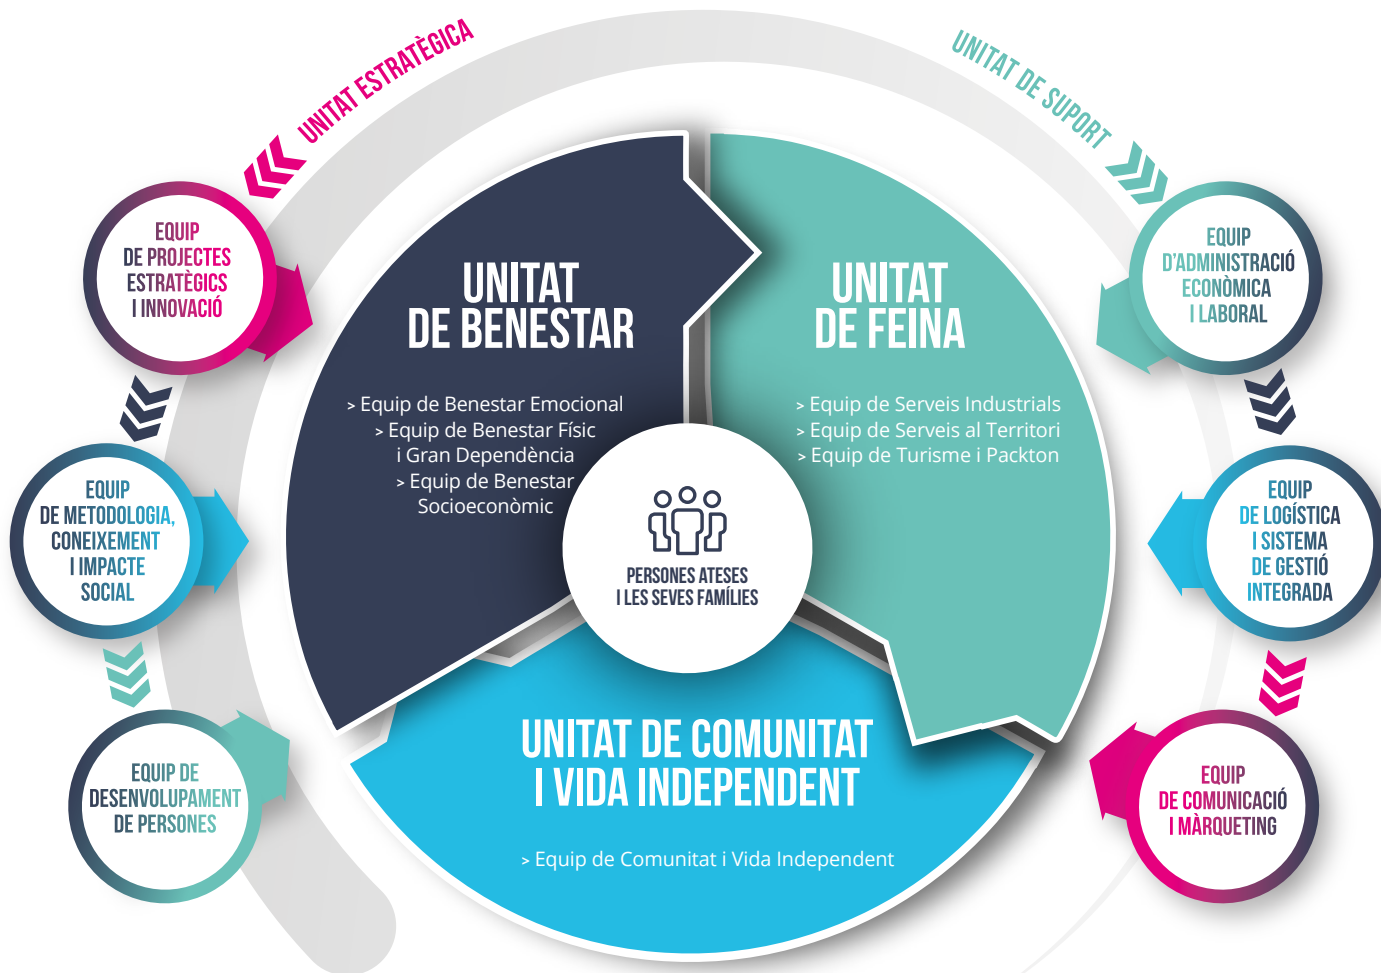 UNITAT ESTRATÈGICA
UNITAT DE SUPORT
EQUIP
DE PROJECTES
ESTRATÈGICS
I INNOVACIÓ
EQUIP
DE METODOLOGIA,
CONEIXEMENT
I IMPACTE
SOCIAL
EQUIP DE
DESENVOLUPAMENT
DE PERSONES
UNITAT
DE BENESTAR
> Equip de Benestar Emocional
> Equip de Benestar Físic
i Gran Dependència
> Equip de Benestar
Socioeconòmic
UNITAT
DE FEINA
> Equip de Serveis Industrials
> Equip de Serveis al Territori
> Equip de Turisme i Packton
PERSONES ATESES
I LES SEVES FAMÍLIES
UNITAT DE COMUNITAT
I VIDA INDEPENDENT
> Equip de Comunitat i Vida Independent
EQUIP
D'ADMINISTRACIÓ
ECONÒMICA
I LABORAL
EQUIP
DE LOGÍSTICA
I SISTEMA
DE GESTIÓ
INTEGRADA
EQUIP
DE COMUNICACIÓ
I MÀRQUETING